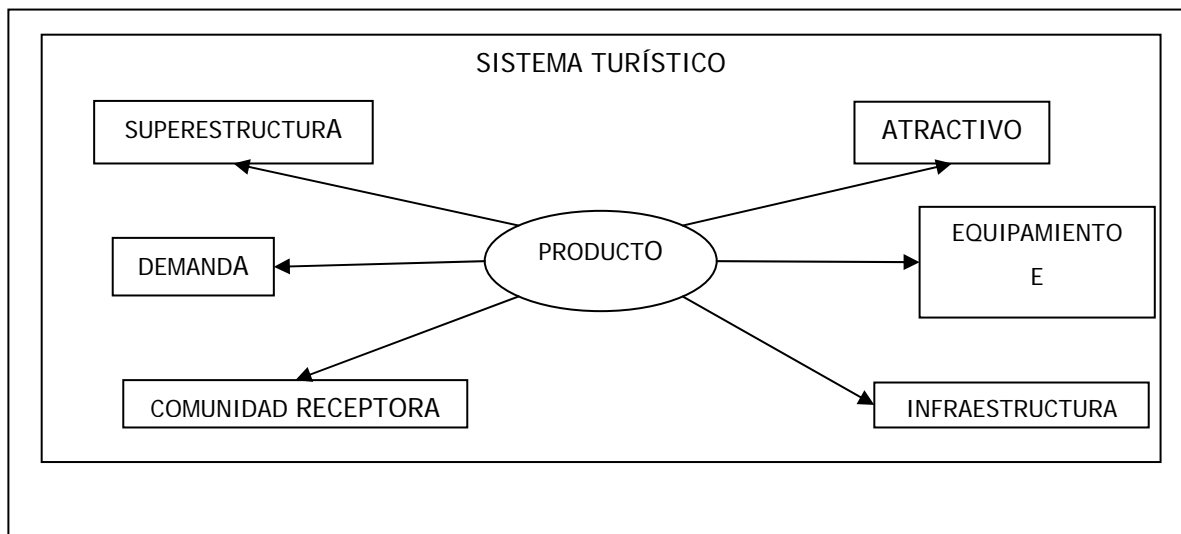 SISTEMA TURÍSTICO
SUPERESTRUCTURA
ATRACTIVO
PRODUCTO
EQUIPAMIENTO
E
DEMANDA
COMUNIDAD RECEPTORA
INFRAESTRUCTURA